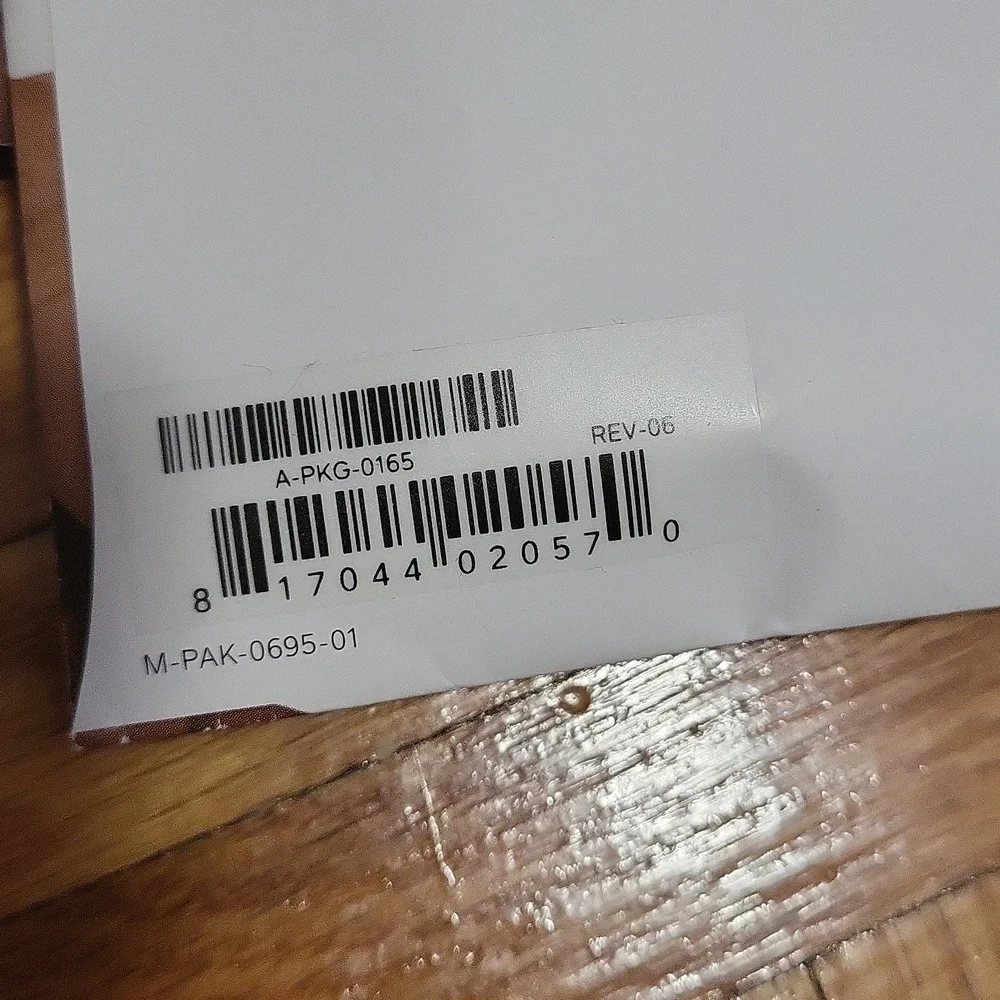 A-PKG-0165
REV-06
8 17044 02057 0
M-PAK-0695-01